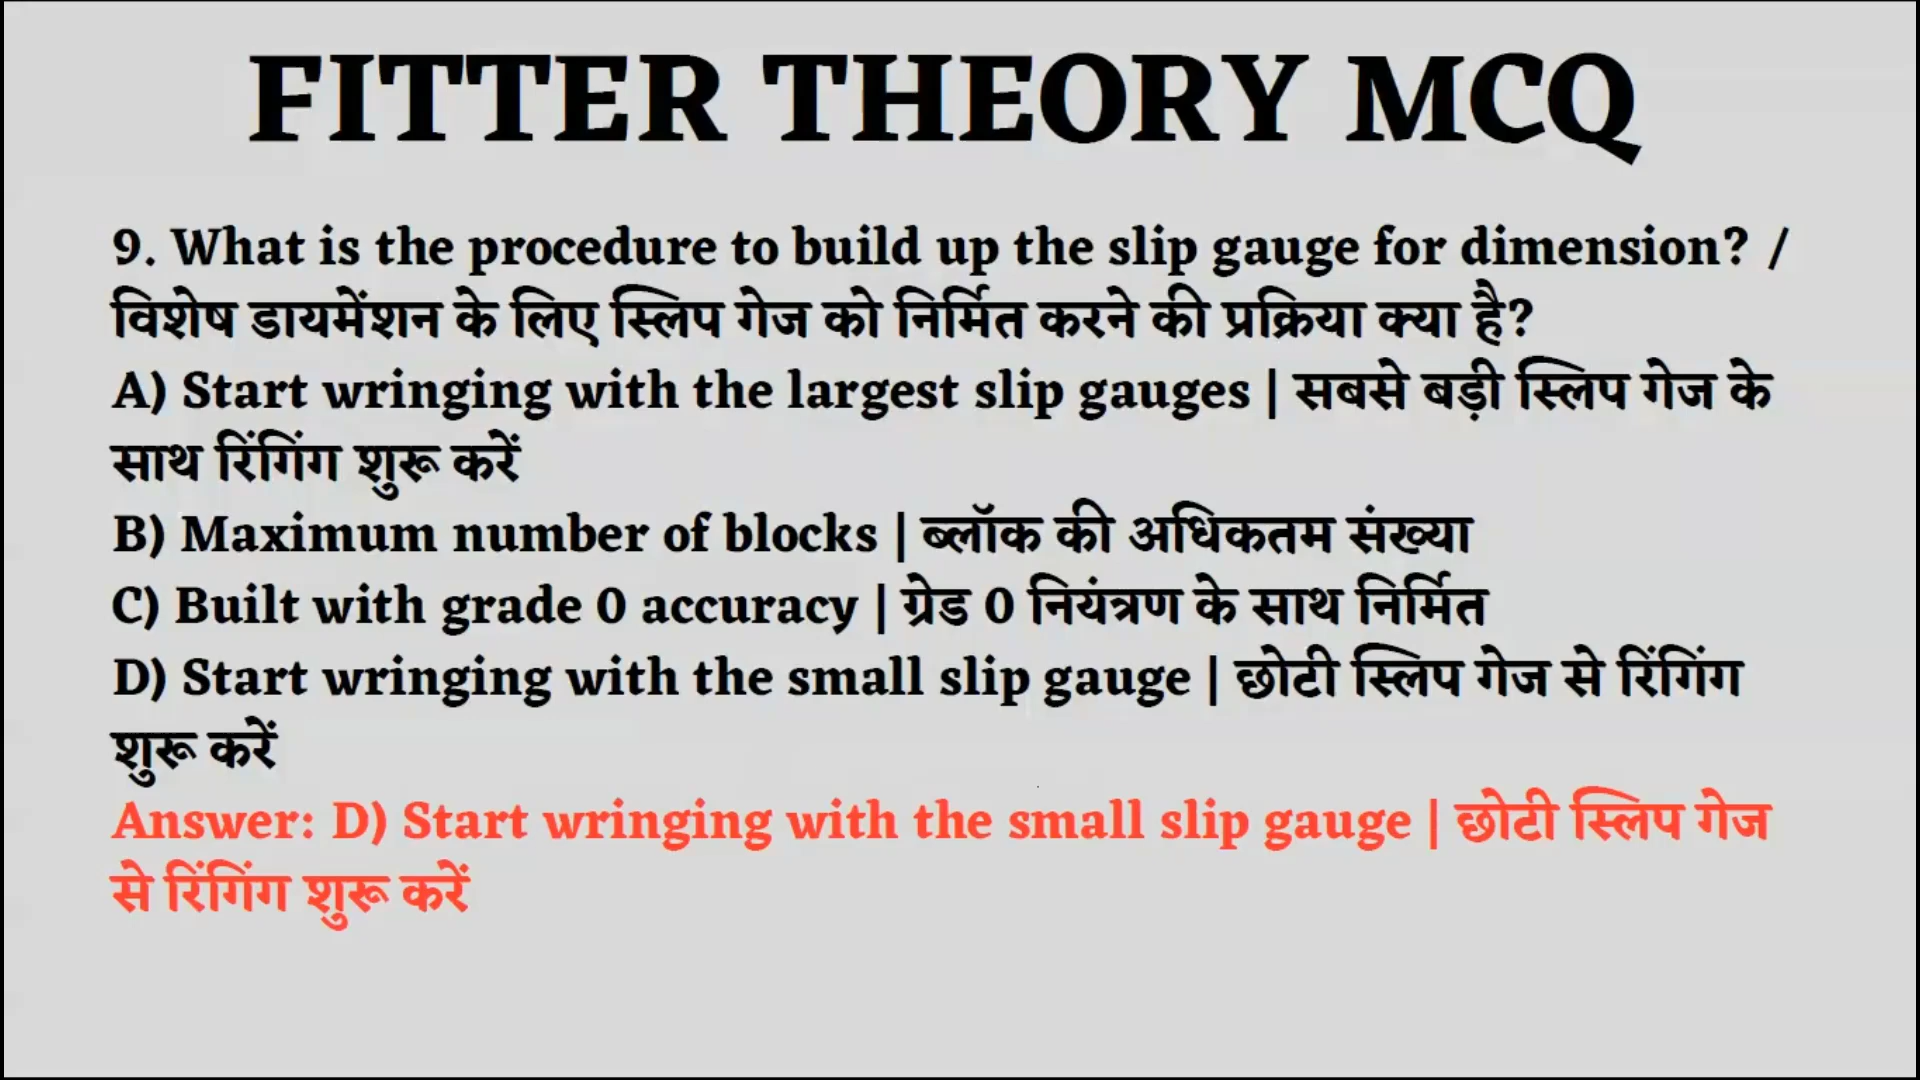 FITTER THEORY MCQ
9. What is the procedure to build up the slip gauge for dimension? /
विशेष डायमेंशन के लिए स्लिप गेज को निर्मित करने की प्रक्रिया क्या है?
A) Start wringing with the largest slip gauges | सबसे बड़ी स्लिप गेज के
साथ रिंगिंग शुरू करें
B) Maximum number of blocks | ब्लॉक की अधिकतम संख्या
C) Built with grade 0 accuracy | ग्रेड 0 नियंत्रण के साथ निर्मित
D) Start wringing with the small slip gauge | छोटी स्लिप गेज से रिंगिंग
शुरू करें
Answer: D) Start wringing with the small slip gauge | छोटी स्लिप गेज
से रिंगिंग शुरू करें